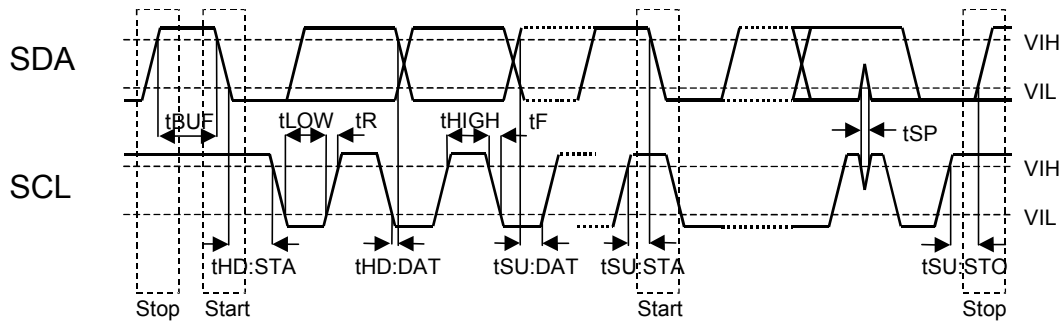 SDA
VIH
VIL
tBUF
tLOW
tR
tHIGH
tF
tSP
SCL
VIH
VIL
tHD:STA
tHD:DAT
tSU:DAT
tSU:STA
tSU:STO
Stop
Start
Start
Stop